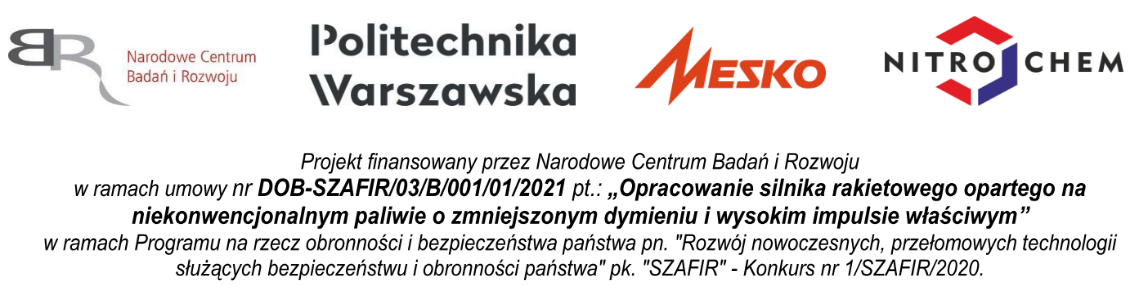 BR
Narodowe Centrum
Badań i Rozwoju
Politechnika
Warszawska
MESKO
NITROCHEM
Projekt finansowany przez Narodowe Centrum Badań i Rozwoju
w ramach umowy nr DOB-SZAFIR/03/B/001/01/2021 pt.: „Opracowanie silnika rakietowego opartego na
niekonwencjonalnym paliwie o zmniejszonym dymieniu i wysokim impulsie właściwym”
w ramach Programu na rzecz obronności i bezpieczeństwa państwa pn. "Rozwój nowoczesnych, przełomowych technologii
służących bezpieczeństwu i obronności państwa" pk. "SZAFIR" - Konkurs nr 1/SZAFIR/2020.